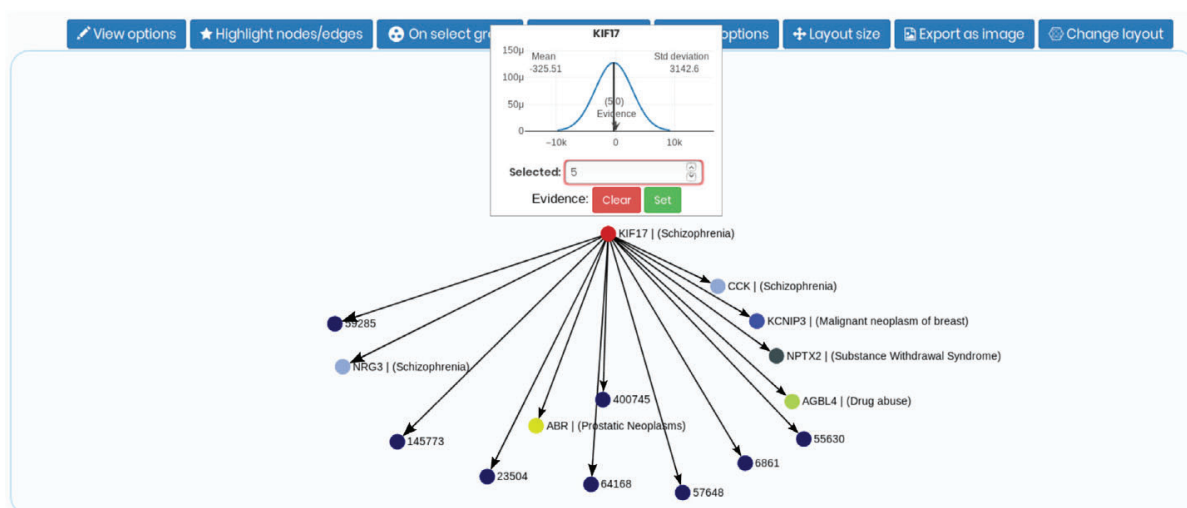 View options
Highlight nodes/edges
On select gr
options
Layout size
Export as image
Change layout
KIF17
150μ
Mean
-325.51
Std deviation
3142.6
100μ
50μ
(5,0)
Evidence
0
−10k
0
10k
Selected: 5
Evidence: Clear Set
KIF17 | (Schizophrenia)
CCK | (Schizophrenia)
59285
KCNIP3 | (Malignant neoplasm of breast)
NPTX2 | (Substance Withdrawal Syndrome)
NRG3 | (Schizophrenia)
400745
AGBL4 | (Drug abuse)
ABR | (Prostatic Neoplasms)
145773
55630
6861
23504
64168
57648